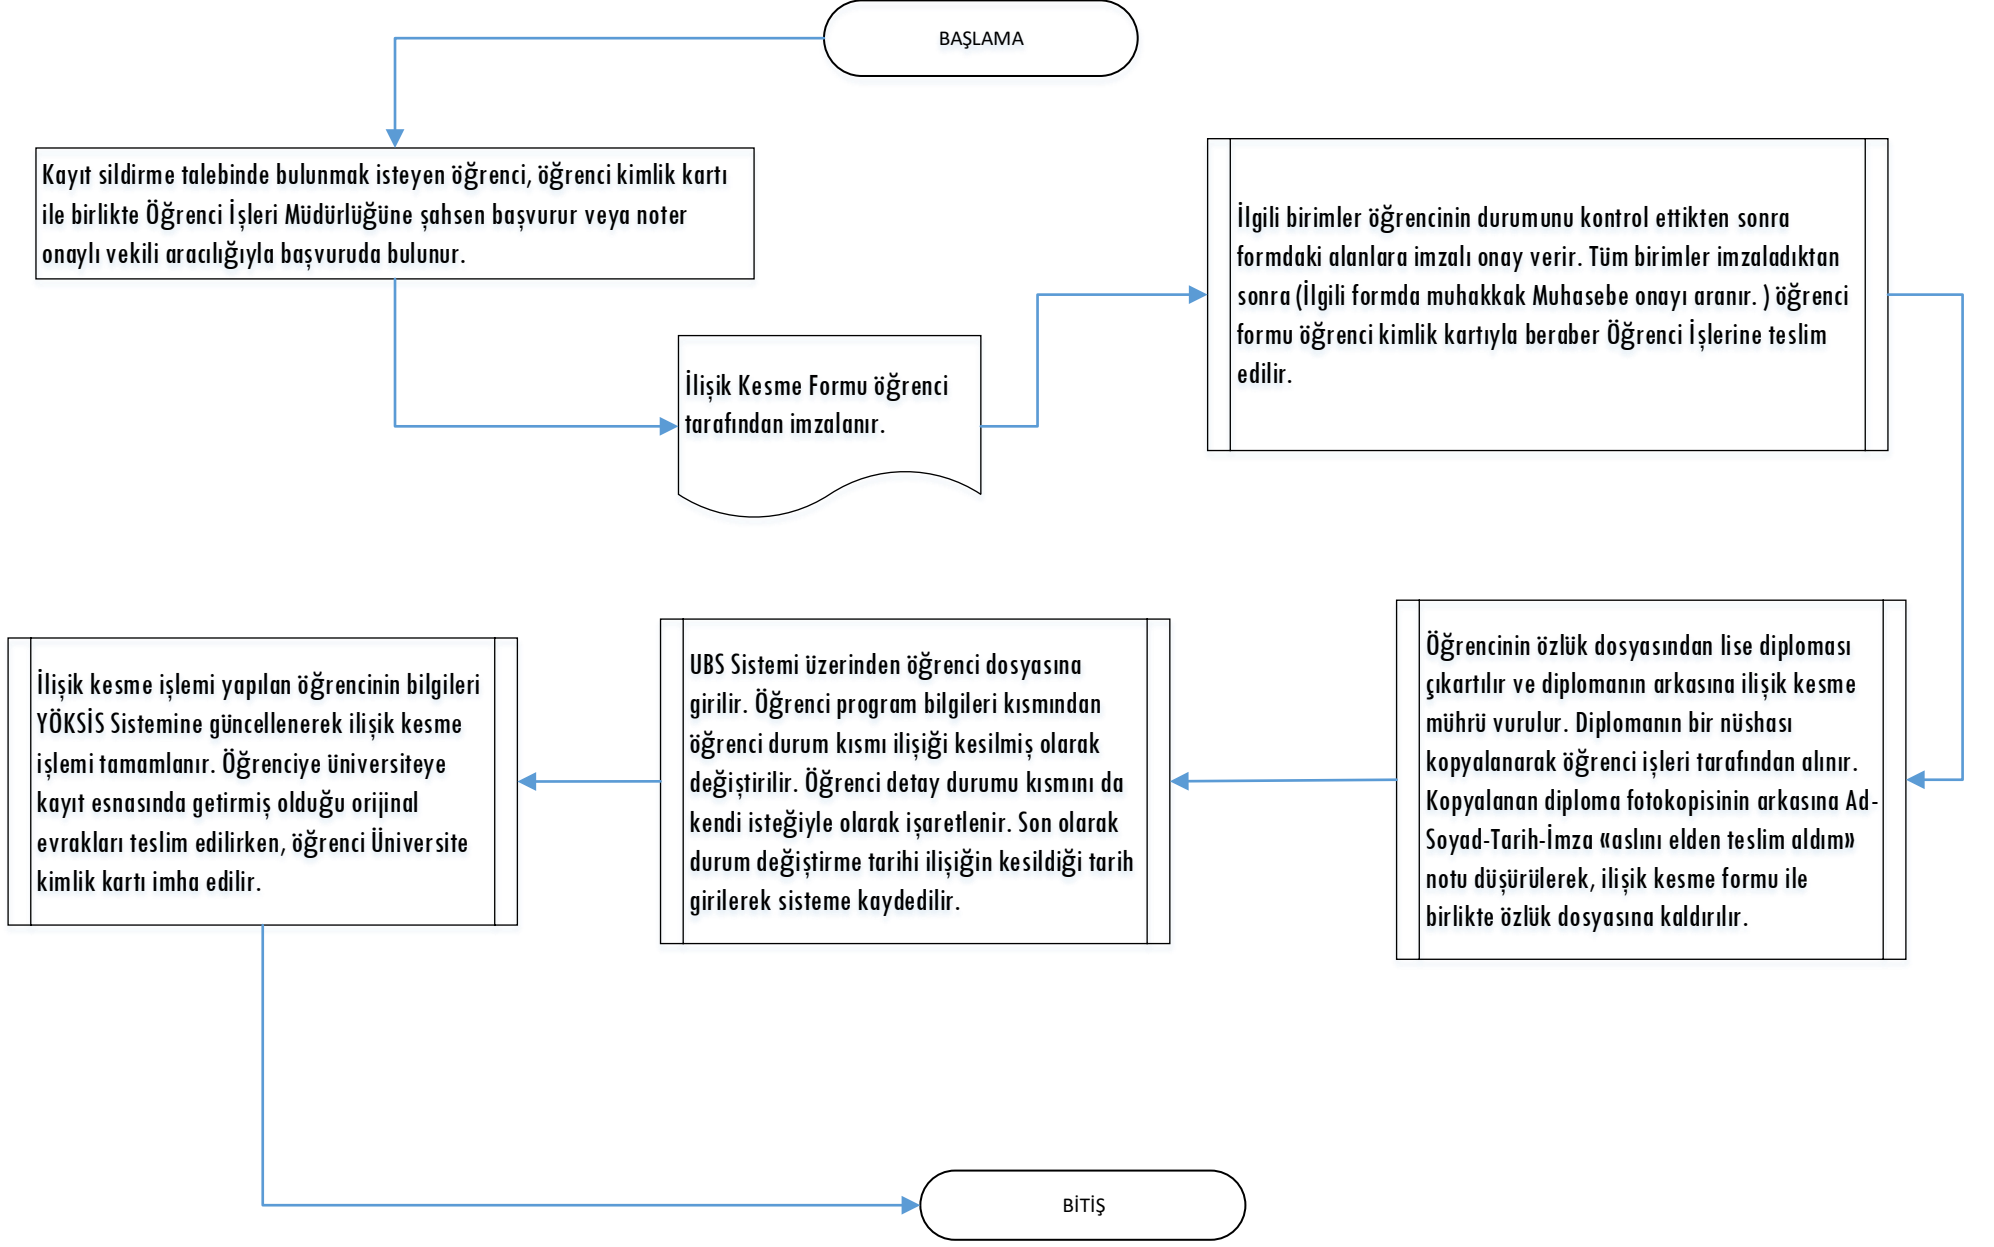 BAŞLAMA
Kayıt sildirme talebinde bulunmak isteyen öğrenci, öğrenci kimlik kartı
ile birlikte Öğrenci İşleri Müdürlüğüne şahsen başvurur veya noter
onaylı vekili aracılığıyla başvuruda bulunur.
İlişik Kesme Formu öğrenci
tarafından imzalanır.
İlgili birimler öğrencinin durumunu kontrol ettikten sonra
formdaki alanlara imzalı onay verir. Tüm birimler imzaladıktan
sonra (İlgili formda muhakkak Muhasebe onayı aranır. ) öğrenci
formu öğrenci kimlik kartıyla beraber Öğrenci İşlerine teslim
edilir.
Öğrencinin özlük dosyasından lise diploması
çıkartılır ve diplomanın arkasına ilişik kesme
mührü vurulur. Diplomanın bir nüshası
kopyalanarak öğrenci işleri tarafından alınır.
Kopyalanan diploma fotokopisinin arkasına Ad-
Soyad-Tarih-İmza «aslını elden teslim aldım»
notu düşürülerek, ilişik kesme formu ile
birlikte özlük dosyasına kaldırılır.
UBS Sistemi üzerinden öğrenci dosyasına
girilir. Öğrenci program bilgileri kısmından
öğrenci durum kısmı ilişiği kesilmiş olarak
değiştirilir. Öğrenci detay durumu kısmını da
kendi isteğiyle olarak işaretlenir. Son olarak
durum değiştirme tarihi ilişiğin kesildiği tarih
girilerek sisteme kaydedilir.
İlişik kesme işlemi yapılan öğrencinin bilgileri
YÖKSİS Sistemine güncellenerek ilişik kesme
işlemi tamamlanır. Öğrenciye üniversiteye
kayıt esnasında getirmiş olduğu orijinal
evrakları teslim edilirken, öğrenci Üniversite
kimlik kartı imha edilir.
BİTİŞ